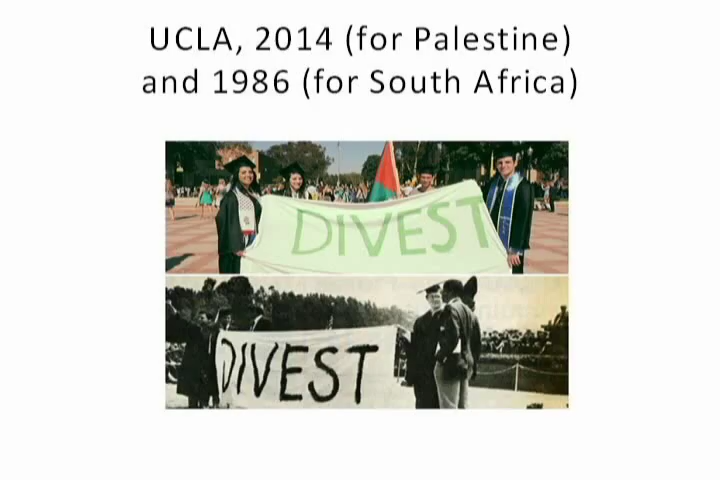 UCLA, 2014 (for Palestine)
and 1986 (for South Africa)
DIVEST
DIVEST